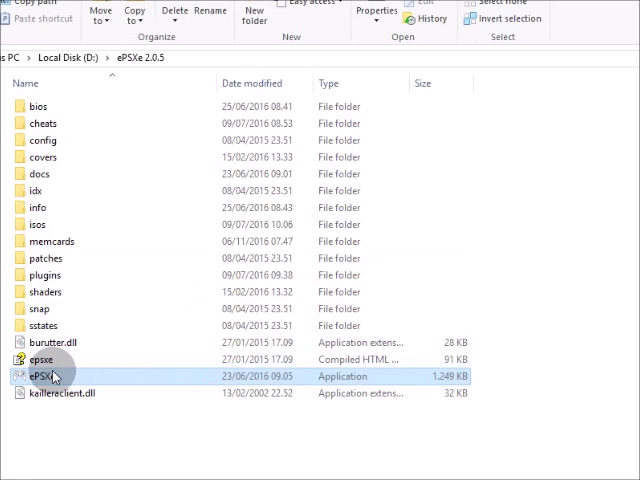 Copy path
Paste shortcut
Move to
Copy to
Delete
Rename
New folder
Easy access
Properties
Edit
History
Select none
Invert selection
Organize
New
Open
Select
is PC > Local Disk (D:) > ePSXe 2.0.5
Name Date modified Type Size
bios 25/06/2016 08.41 File folder
cheats 09/07/2016 08.53 File folder
config 08/04/2015 23.51 File folder
covers 15/02/2016 13.33 File folder
docs 23/06/2016 09.01 File folder
idx 08/04/2015 23.51 File folder
info 25/06/2016 08.43 File folder
isos 09/07/2016 10.06 File folder
memcards 06/11/2016 07.47 File folder
patches 08/04/2015 23.51 File folder
plugins 09/07/2016 09.38 File folder
shaders 15/02/2016 13.32 File folder
snap 08/04/2015 23.51 File folder
sstates 08/04/2015 23.51 File folder
burutter.dll 27/01/2015 17.09 Application extens... 28 KB
epsxe 27/01/2015 17.09 Compiled HTML ... 91 KB
ePSXe 23/06/2016 09.05 Application 1.249 KB
kailleraclient.dll 13/02/2002 22.52 Application extens... 32 KB